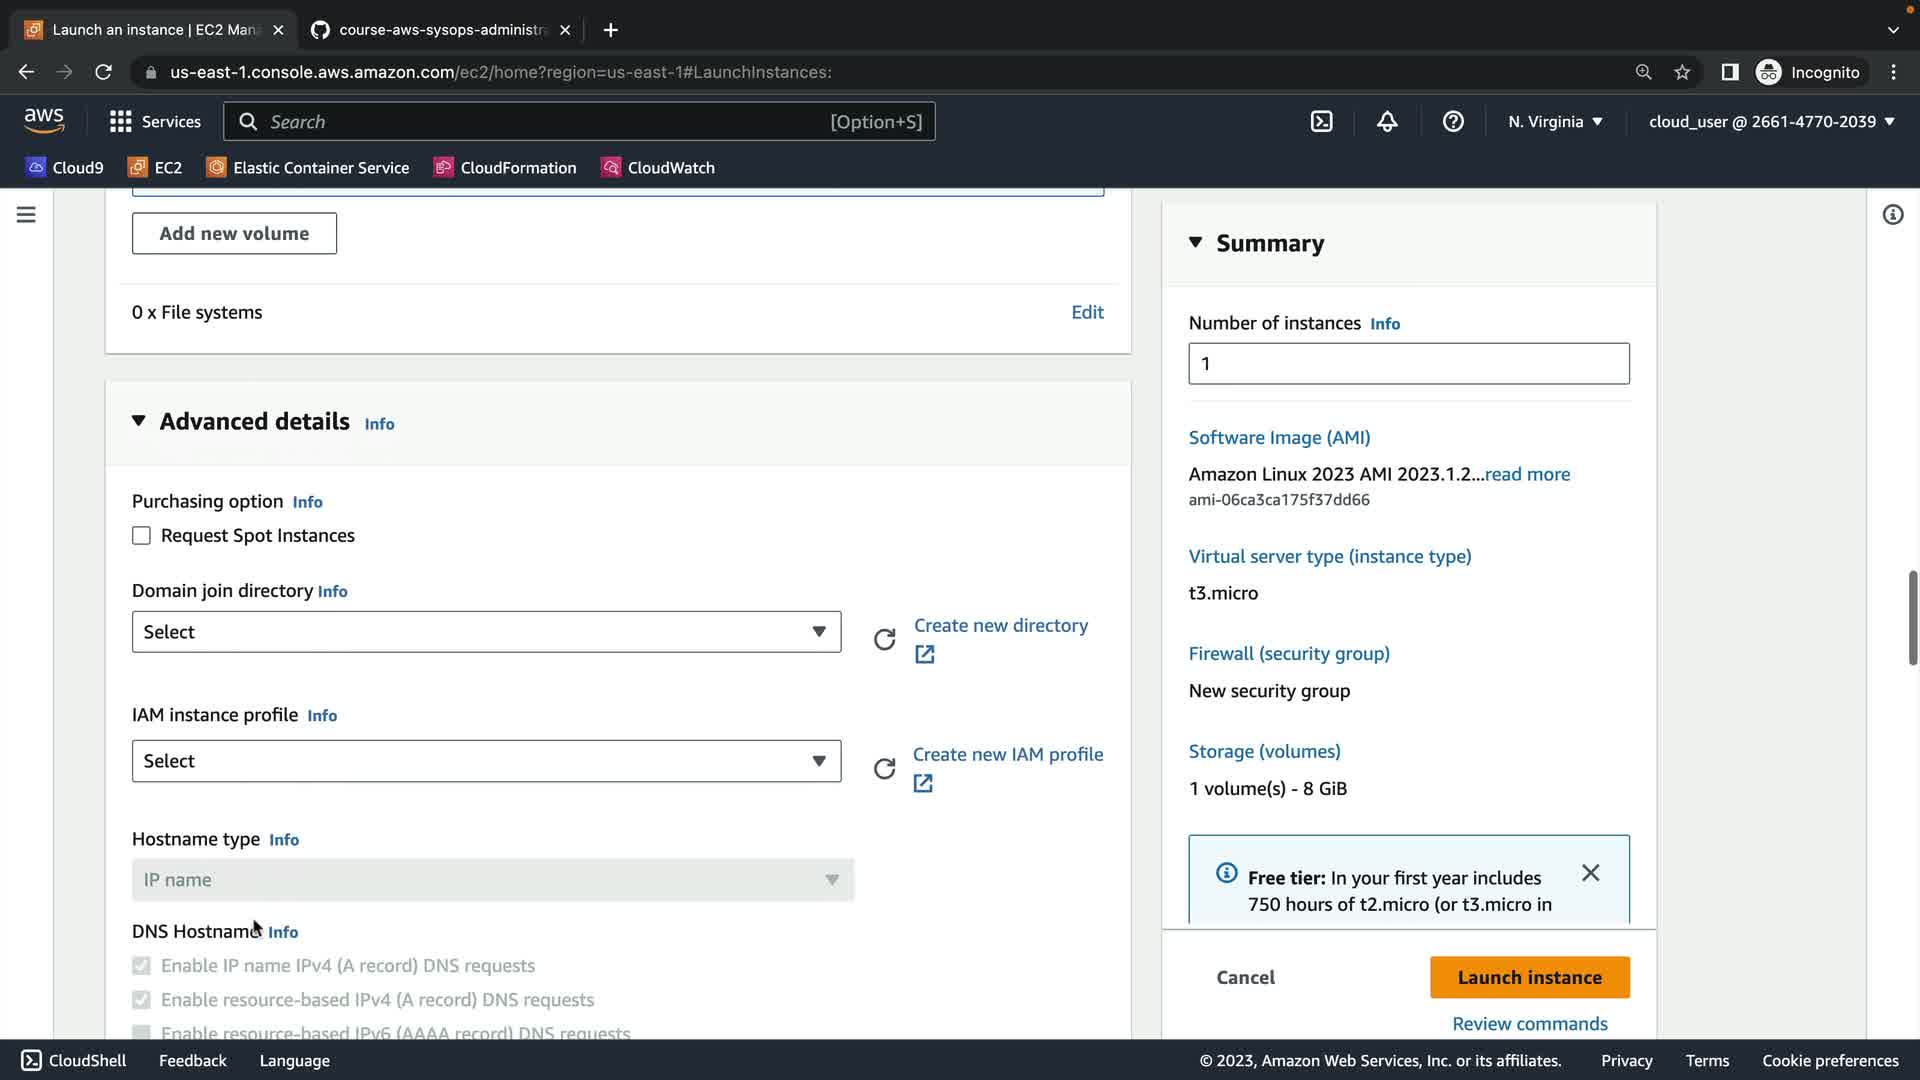 Launch an instance | EC2 Mana
course-aws-sysops-administra
us-east-1.console.aws.amazon.com/ec2/home?region=us-east-1#LaunchInstances:
Incognito
aws
Services
Search
[Option+S]
N. Virginia
cloud_user @ 2661-4770-2039
Cloud9
EC2
Elastic Container Service
CloudFormation
CloudWatch
Add new volume
0 x File systems
Edit
Advanced details Info
Purchasing option Info
Request Spot Instances
Domain join directory Info
Select
Create new directory
IAM instance profile Info
Select
Create new IAM profile
Hostname type Info
IP name
DNS Hostname Info
Enable IP name IPv4 (A record) DNS requests
Enable resource-based IPv4 (A record) DNS requests
Enable resource-based IPv6 (AAAA record) DNS requests
Summary
Number of instances Info
1
Software Image (AMI)
Amazon Linux 2023 AMI 2023.1.2...read more
ami-06ca3ca175f37dd66
Virtual server type (instance type)
t3.micro
Firewall (security group)
New security group
Storage (volumes)
1 volume(s) - 8 GiB
Free tier: In your first year includes
750 hours of t2.micro (or t3.micro in
Cancel
Launch instance
Review commands
CloudShell
Feedback
Language
© 2023, Amazon Web Services, Inc. or its affiliates.
Privacy
Terms
Cookie preferences